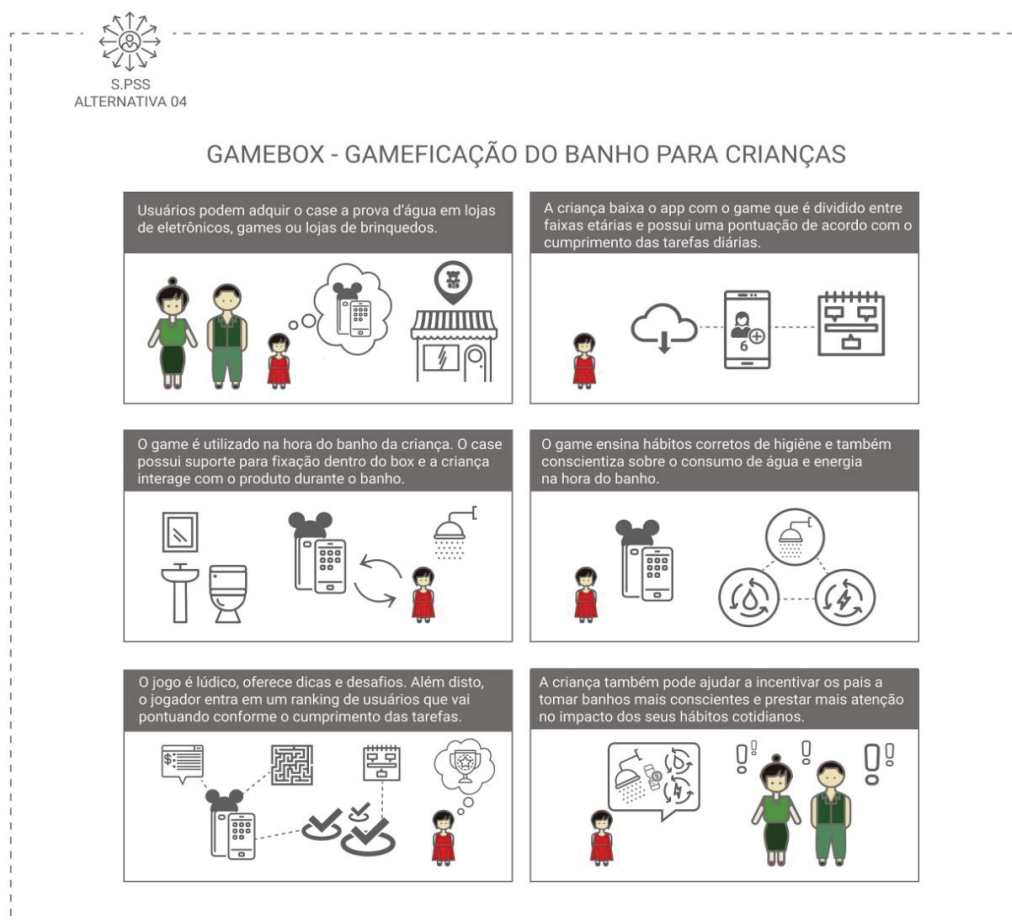 S.PSS
ALTERNATIVA 04
GAMEBOX - GAMEFICAÇÃO DO BANHO PARA CRIANÇAS
Usuários podem adquir o case a prova d'água em lojas
de eletrônicos, games ou lojas de brinquedos.
A criança baixa o app com o game que é dividido entre
faixas etárias e possui uma pontuação de acordo com o
cumprimento das tarefas diárias.
6
O game é utilizado na hora do banho da criança. O case
possui suporte para fixação dentro do box e a criança
interage com o produto durante o banho.
O game ensina hábitos corretos de higiêne e também
conscientiza sobre o consumo de água e energia
na hora do banho.
O jogo é lúdico, oferece dicas e desafios. Além disto,
o jogador entra em um ranking de usuários que vai
pontuando conforme o cumprimento das tarefas.
$
A criança também pode ajudar a incentivar os pais a
tomar banhos mais conscientes e prestar mais atenção
no impacto dos seus hábitos cotidianos.